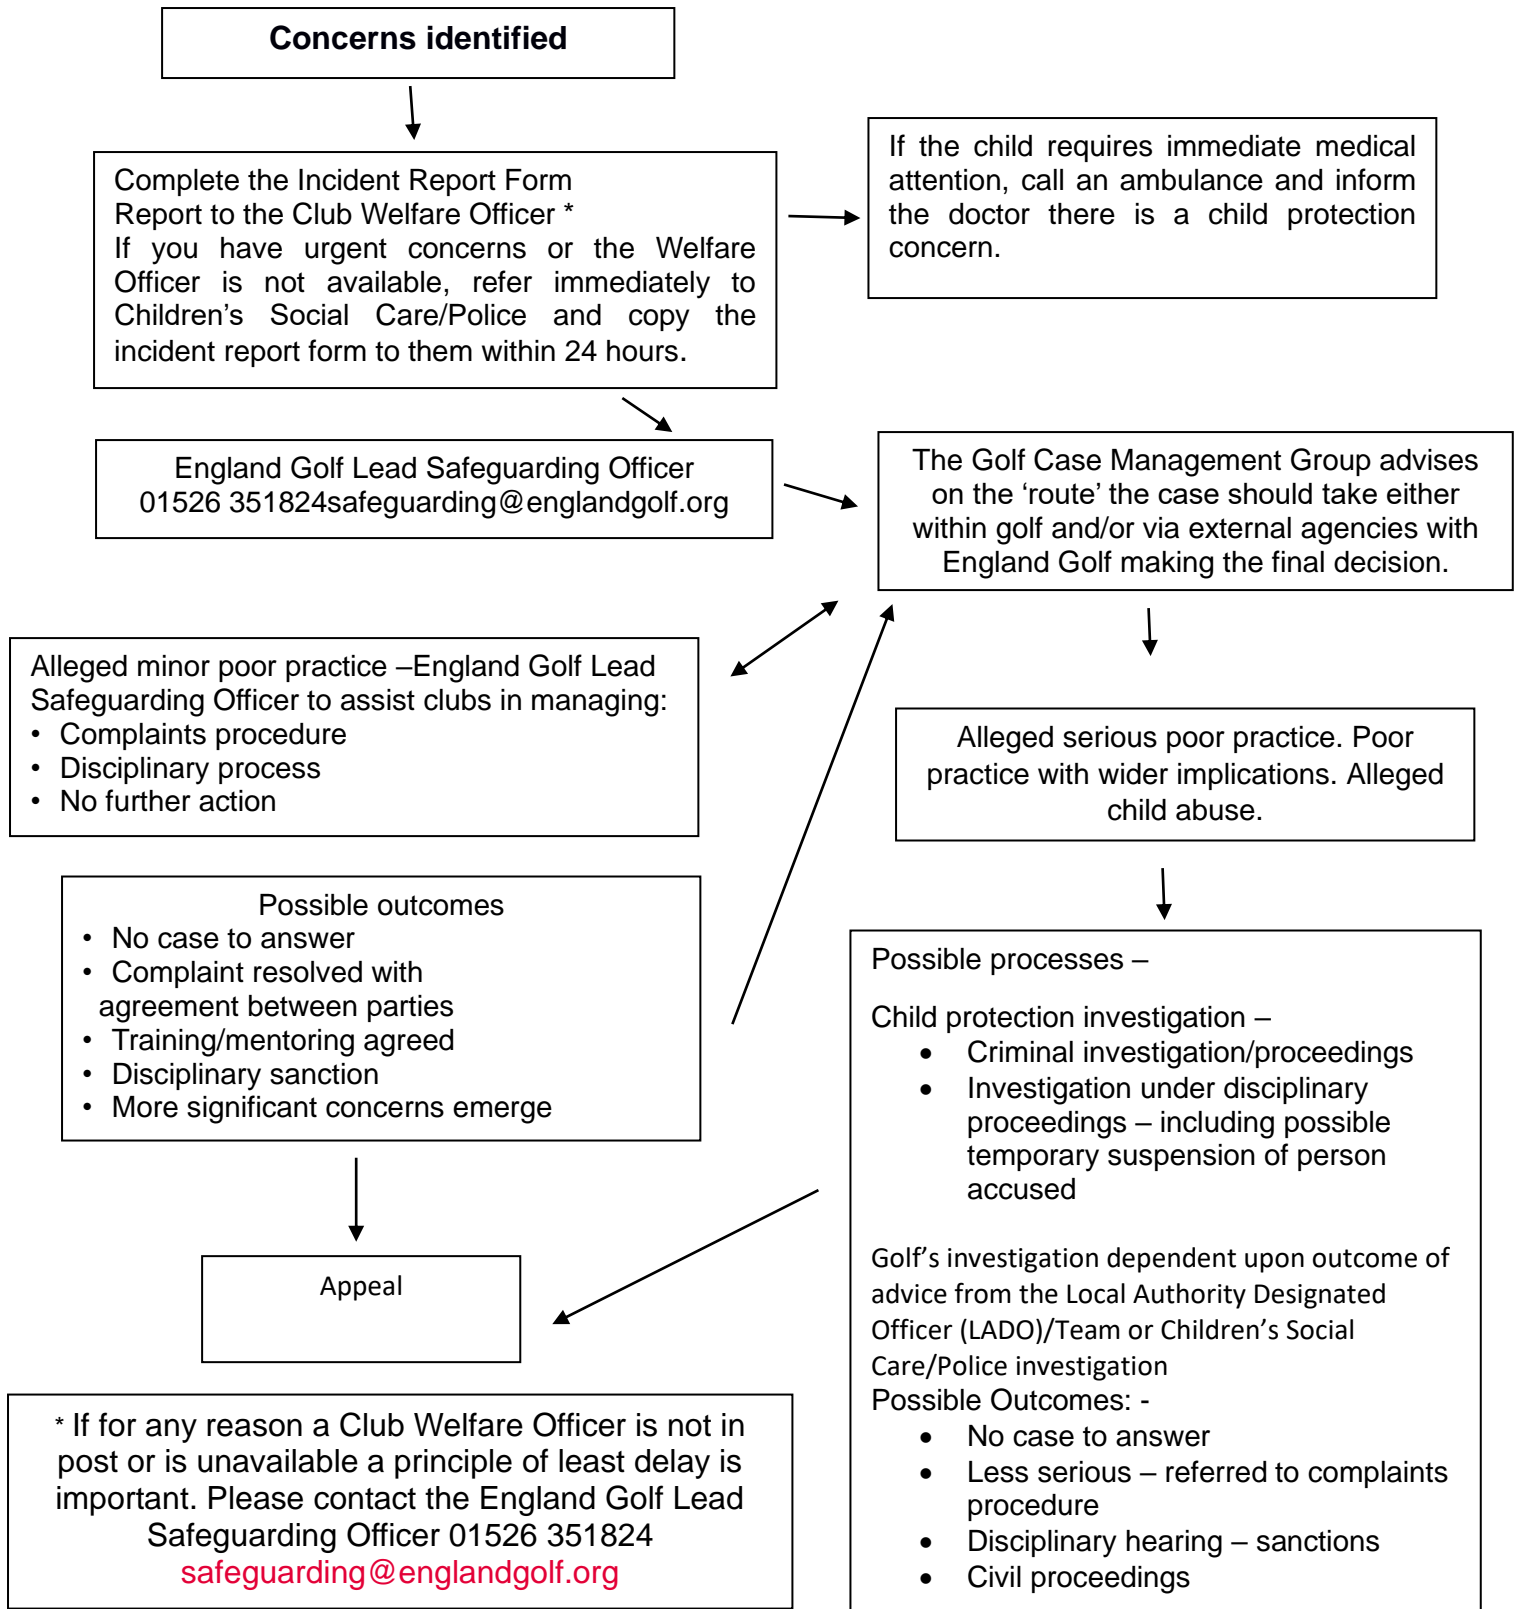 Concerns identified
Complete the Incident Report Form
Report to the Club Welfare Officer *
If you have urgent concerns or the Welfare
Officer is not available, refer immediately to
Children’s Social Care/Police and copy the
incident report form to them within 24 hours.
If the child requires immediate medical
attention, call an ambulance and inform
the doctor there is a child protection
concern.
England Golf Lead Safeguarding Officer
01526 351824safeguarding@englandgolf.org
The Golf Case Management Group advises
on the ‘route’ the case should take either
within golf and/or via external agencies with
England Golf making the final decision.
Alleged minor poor practice –England Golf Lead
Safeguarding Officer to assist clubs in managing:
• Complaints procedure
• Disciplinary process
• No further action
Alleged serious poor practice. Poor
practice with wider implications. Alleged
child abuse.
Possible outcomes
• No case to answer
• Complaint resolved with
agreement between parties
• Training/mentoring agreed
• Disciplinary sanction
• More significant concerns emerge
Possible processes –
Child protection investigation –
• Criminal investigation/proceedings
• Investigation under disciplinary
proceedings – including possible
temporary suspension of person
accused
Golf’s investigation dependent upon outcome of
advice from the Local Authority Designated
Officer (LADO)/Team or Children’s Social
Care/Police investigation
Possible Outcomes: -
• No case to answer
• Less serious – referred to complaints
procedure
• Disciplinary hearing – sanctions
• Civil proceedings
Appeal
* If for any reason a Club Welfare Officer is not in
post or is unavailable a principle of least delay is
important. Please contact the England Golf Lead
Safeguarding Officer 01526 351824
safeguarding@englandgolf.org